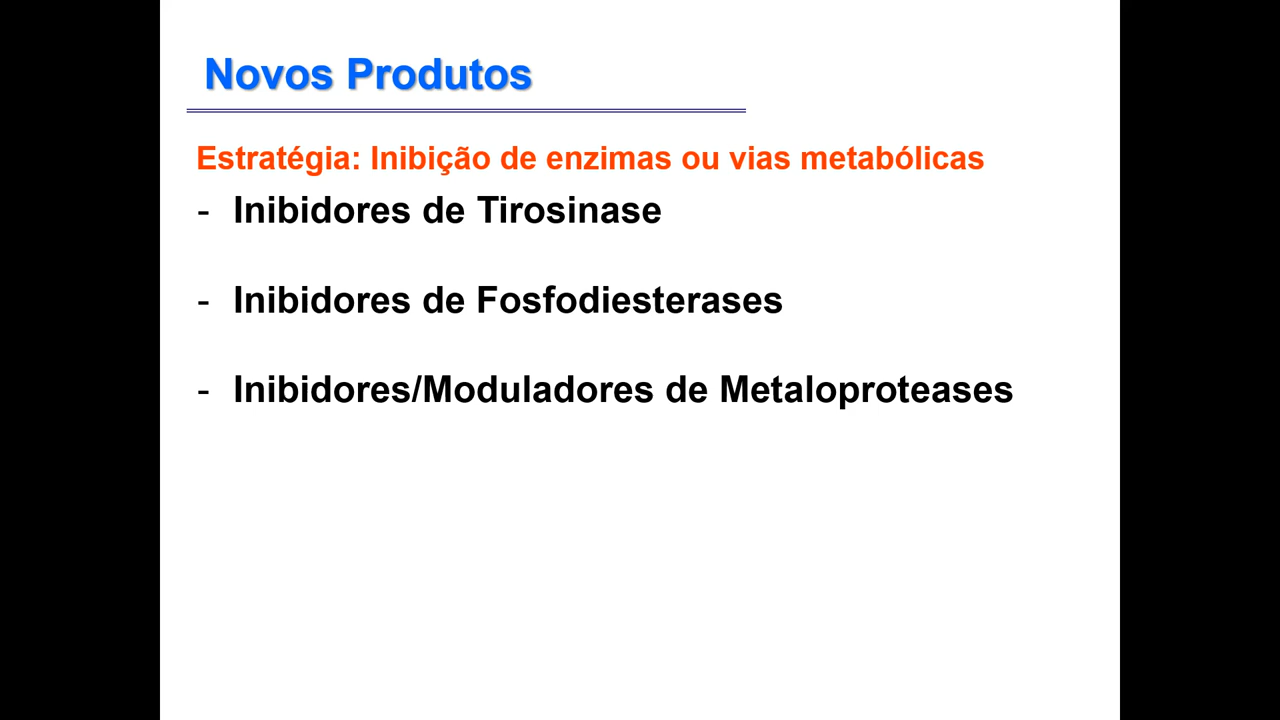 Novos Produtos
Estratégia: Inibição de enzimas ou vias metabólicas
- Inibidores de Tirosinase
- Inibidores de Fosfodiesterases
- Inibidores/Moduladores de Metaloproteases